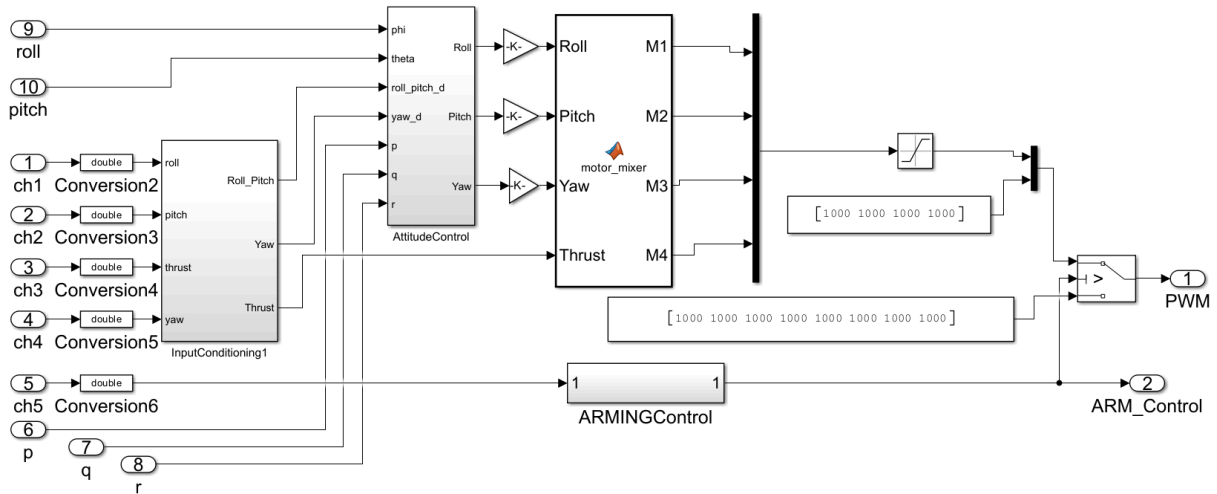 9
roll
10
pitch
1
ch1
double
Conversion2
2
ch2
double
Conversion3
3
ch3
double
Conversion4
4
ch4
double
Conversion5
5
ch5
double
Conversion6
6
p
7
q
8
r
roll
pitch
thrust
yaw
Roll_Pitch
Yaw
Thrust
InputConditioning1
phi
theta
roll_pitch_d
yaw_d
p
q
r
Roll
Pitch
Yaw
AttitudeControl
-K-
-K-
-K-
Roll
Pitch
Yaw
Thrust
motor_mixer
M1
M2
M3
M4
[1000 1000 1000 1000]
[1000 1000 1000 1000 1000 1000 1000 1000]
1
1
ARMINGControl
>
1
PWM
2
ARM_Control